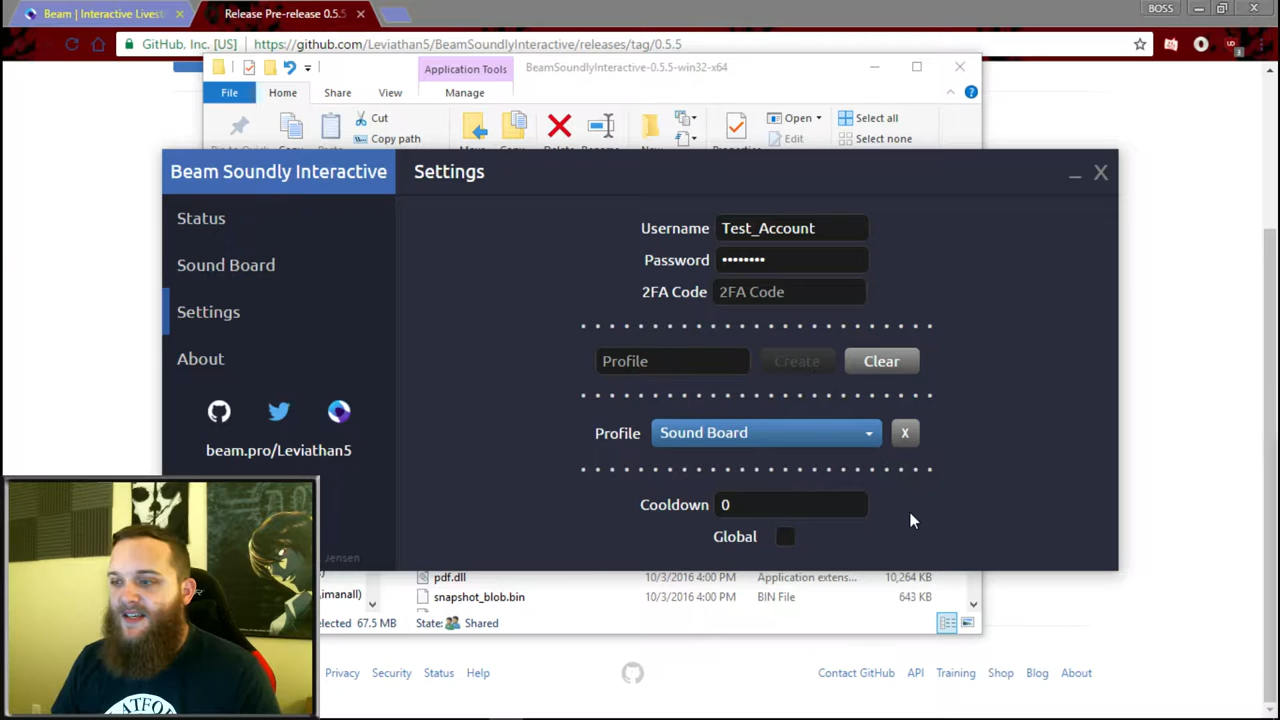 Beam | Interactive Livest
Release Pre-release 0.5.5
BOSS
GitHub, Inc. [US]
https://github.com/Leviathan5/BeamSoundlyInteractive/releases/tag/0.5.5
Application Tools
BeamSoundlyInteractive-0.5.5-win32-x64
File
Home
Share
View
Manage
Cut
Copy path
Open
Edit
Select all
Select none
Beam Soundly Interactive
Settings
Status
Sound Board
Settings
About
beam.pro/Leviathan5
Jensen
Username Test_Account
Password ••••••••
2FA Code 2FA Code
Profile Create Clear
Profile Sound Board X
Cooldown 0
Global
pdf.dll 10/3/2016 4:00 PM Application extens... 10,264 KB
imanall)
snapshot_blob.bin 10/3/2016 4:00 PM BIN File 643 KB
elected 67.5 MB State: Shared
Privacy Security Status Help
Contact GitHub API Training Shop Blog About